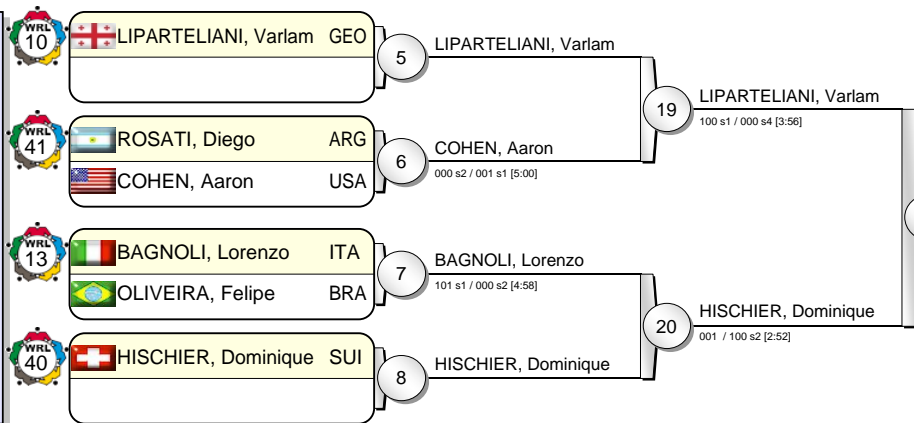 WRL
10
LIPARTELIANI, Varlam GEO
5
LIPARTELIANI, Varlam
19
LIPARTELIANI, Varlam
100 s1 / 000 s4 [3:56]
WRL
41
ROSATI, Diego ARG
COHEN, Aaron USA
6
COHEN, Aaron
000 s2 / 001 s1 [5:00]
WRL
13
BAGNOLI, Lorenzo ITA
OLIVEIRA, Felipe BRA
7
BAGNOLI, Lorenzo
101 s1 / 000 s2 [4:58]
20
HISCHIER, Dominique
001 / 100 s2 [2:52]
WRL
40
HISCHIER, Dominique SUI
8
HISCHIER, Dominique